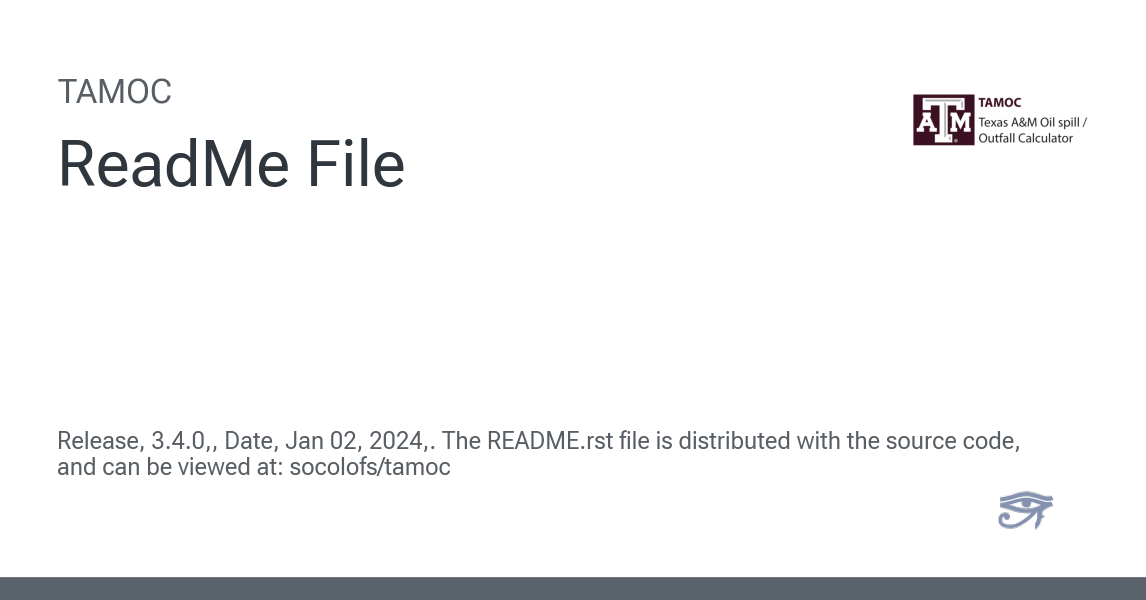 TAMOC
ReadMe File
TAMOC
Texas A&M Oil spill /
Outfall Calculator
ATM
Release, 3.4.0,, Date, Jan 02, 2024,. The README.rst file is distributed with the source code,
and can be viewed at: socolofs/tamoc